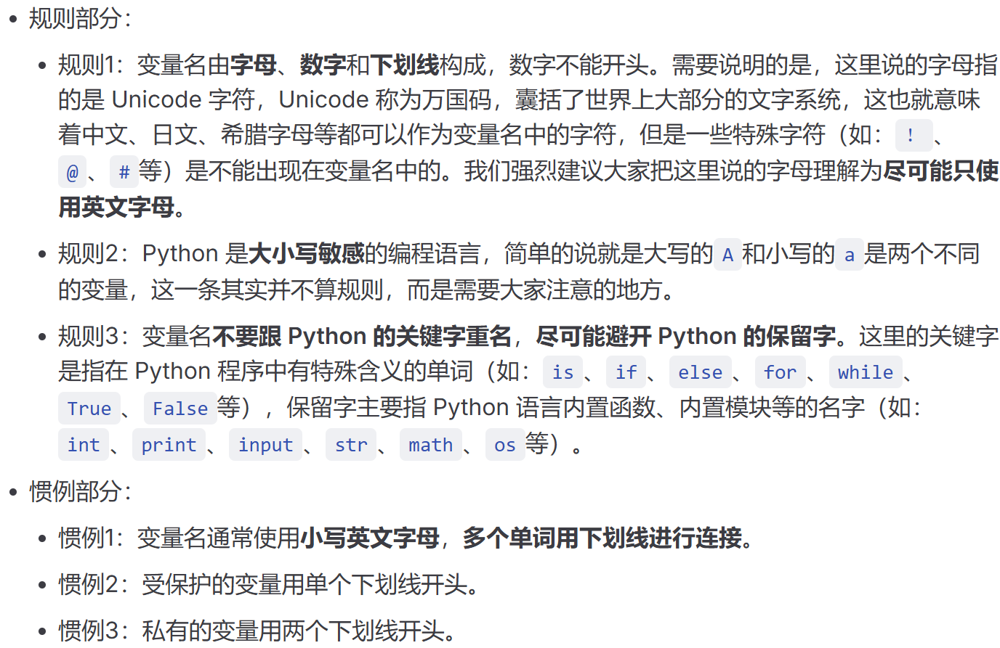 规则部分：
规则1：变量名由字母、数字和下划线构成，数字不能开头。需要说明的是，这里说的字母指
的是 Unicode 字符，Unicode 称为万国码，囊括了世界上大部分的文字系统，这也就意味
着中文、日文、希腊字母等都可以作为变量名中的字符，但是一些特殊字符（如：！、
@、#等）是不能出现在变量名中的。我们强烈建议大家把这里说的字母理解为尽可能只使
用英文字母。
规则2：Python 是大小写敏感的编程语言，简单的说就是大写的A和小写的a是两个不同
的变量，这一条其实并不算规则，而是需要大家注意的地方。
规则3：变量名不要跟 Python 的关键字重名，尽可能避开 Python 的保留字。这里的关键字
是指在 Python 程序中有特殊含义的单词（如：is、if、else、for、while、
True、False等），保留字主要指 Python 语言内置函数、内置模块等的名字（如：
int、print、input、str、math、os等）。
惯例部分：
惯例1：变量名通常使用小写英文字母，多个单词用下划线进行连接。
惯例2：受保护的变量用单个下划线开头。
惯例3：私有的变量用两个下划线开头。